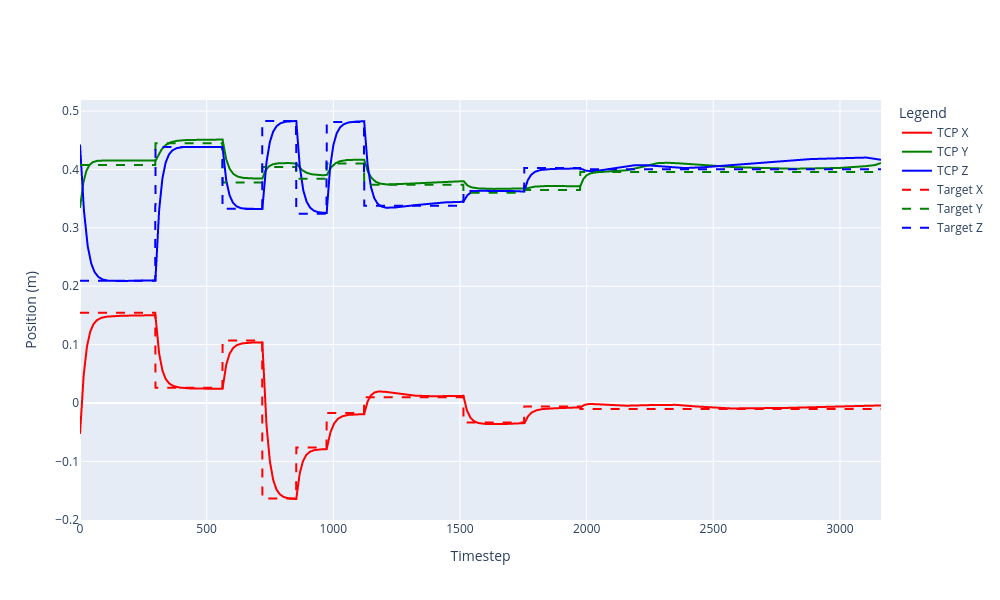 0.5
0.4
0.3
0.2
0.1
0
−0.1
−0.2
Position (m)
0
500
1000
1500
2000
2500
3000
Timestep
Legend
TCP X
TCP Y
TCP Z
Target X
Target Y
Target Z